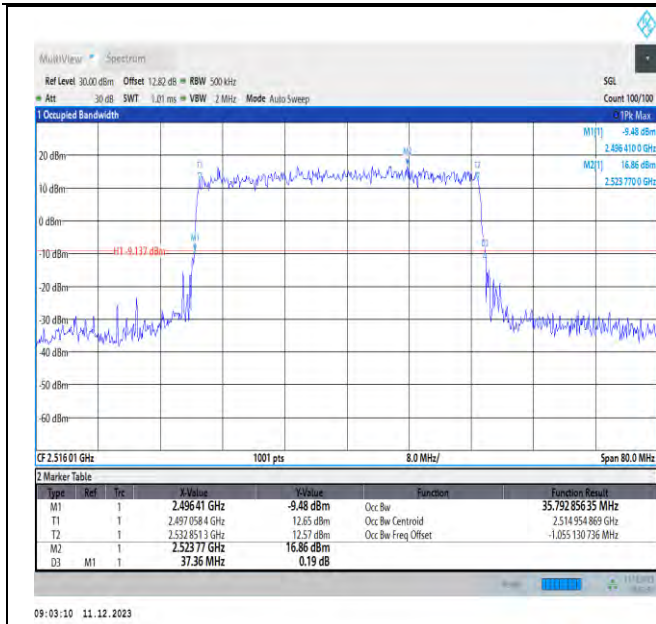 MultiView Spectrum
Ref Level 30.00 dBm Offset 12.82 dB RBW 500 kHz SGL
Att 30 dB SWT 1.01 ms VBW 2 MHz Mode Auto Sweep Count 100/100
1 Occupied Bandwidth 1Pk Max
M1[1] -9.48 dBm
2.496 410 0 GHz
M2[1] 16.86 dBm
2.523 770 0 GHz
20 dBm
T1 M2 T2
10 dBm
0 dBm
M1 D3
-10 dBm H1 -9.137 dBm
-20 dBm
-30 dBm
-40 dBm
-50 dBm
-60 dBm
CF 2.516 01 GHz 1001 pts 8.0 MHz/ Span 80.0 MHz
2 Marker Table
Type Ref Trc X-Value Y-Value Function Function Result
M1 1 2.496 41 GHz -9.48 dBm Occ Bw 35.792 856 35 MHz
T1 1 2.497 058 4 GHz 12.65 dBm Occ Bw Centroid 2.514 954 869 GHz
T2 1 2.532 851 3 GHz 12.57 dBm Occ Bw Freq Offset -1.055 130 736 MHz
M2 1 2.523 77 GHz 16.86 dBm
D3 M1 1 37.36 MHz 0.19 dB
09:03:10 11.12.2023